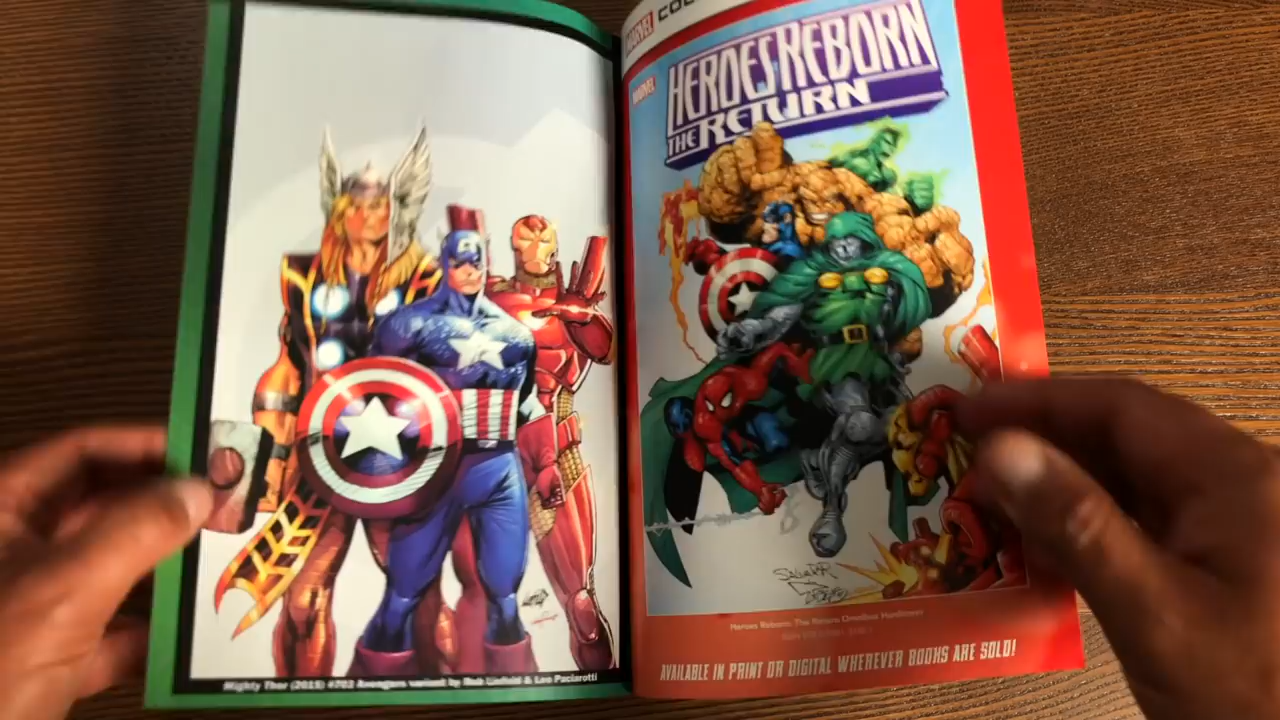 Mighty Thor (2015) #702 Avengers variant by Rob Liefeld & Leo Paciarotti
MARVEL
MARVEL
HEROES REBORN
THE RETURN
Heroes Reborn: The Return Omnibus Hardcover
AVAILABLE IN PRINT OR DIGITAL WHEREVER BOOKS ARE SOLD!